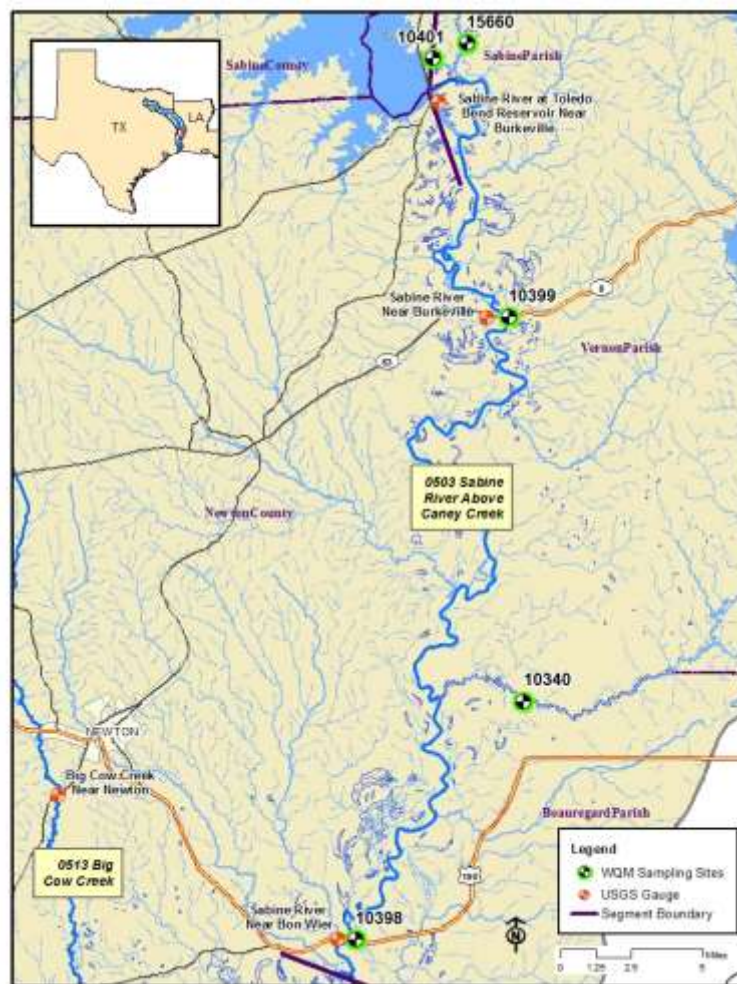 15660
10401
SabineCounty
SabineParish
Sabine River at Toledo
Bend Reservoir Near
Burkeville
TX
LA
10399
8
Sabine River
Near Burkeville
VernonParish
63
0503 Sabine
River Above
Caney Creek
NewtonCounty
10340
NEWTON
Big Cow Creek
Near Newton
BeauregardParish
0513 Big
Cow Creek
190
Sabine River
Near Bon Wier
10398
Legend
WQM Sampling Sites
USGS Gauge
Segment Boundary
N
Miles
0 1.25 2.5 5